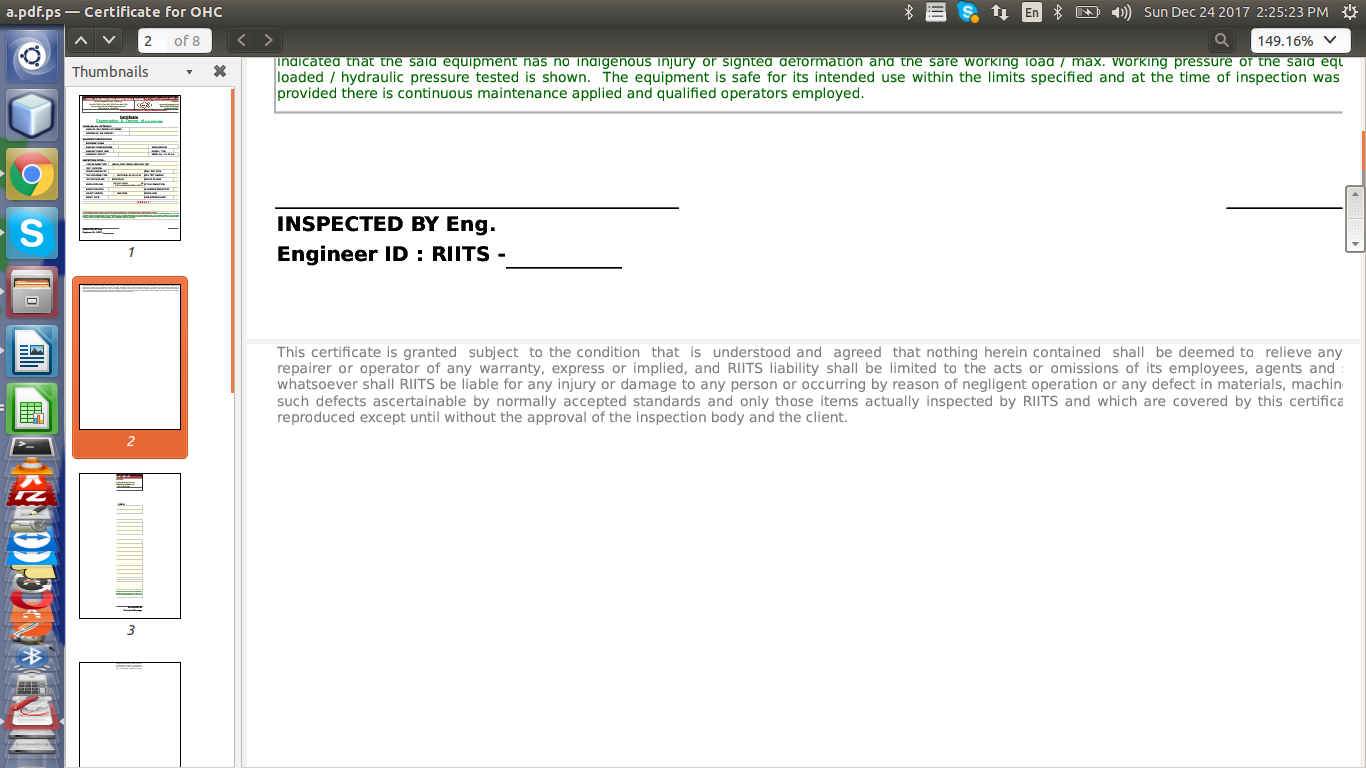 a.pdf.ps — Certificate for OHC
En
Sun Dec 24 2017 2:25:23 PM
2 of 8
149.16%
Thumbnails
1
2
3
indicated that the said equipment has no indigenous injury or sighted deformation and the safe working load / max. Working pressure of the said equ
loaded / hydraulic pressure tested is shown. The equipment is safe for its intended use within the limits specified and at the time of inspection was
provided there is continuous maintenance applied and qualified operators employed.
INSPECTED BY Eng.
Engineer ID : RIITS -__________
This certificate is granted subject to the condition that is understood and agreed that nothing herein contained shall be deemed to relieve any
repairer or operator of any warranty, express or implied, and RIITS liability shall be limited to the acts or omissions of its employees, agents and
whatsoever shall RIITS be liable for any injury or damage to any person or occurring by reason of negligent operation or any defect in materials, machin
such defects ascertainable by normally accepted standards and only those items actually inspected by RIITS and which are covered by this certifica
reproduced except until without the approval of the inspection body and the client.